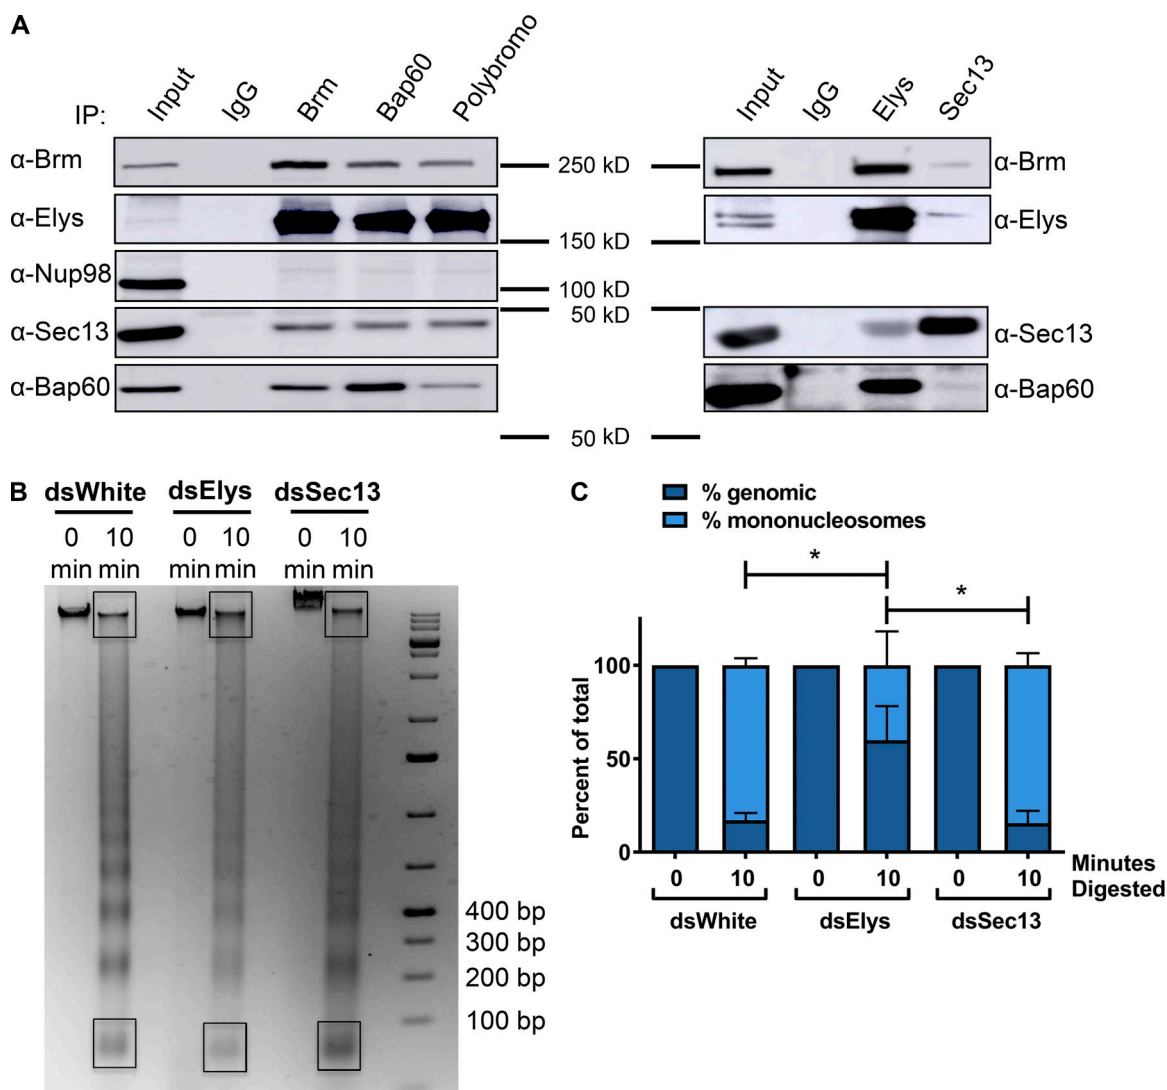 A
IP: Input IgG Brm Bap60 Polybromo
Input IgG Elys Sec13
α-Brm 250 kD α-Brm
α-Elys α-Elys
150 kD
α-Nup98
100 kD
50 kD
α-Sec13 α-Sec13
α-Bap60 α-Bap60
50 kD
B dsWhite dsElys dsSec13
0 10 0 10 0 10
min min min min min min
400 bp
300 bp
200 bp
100 bp
C
% genomic
% mononucleosomes
* *
Percent of total
100
50
0
0 10 0 10 0 10 Minutes Digested
dsWhite dsElys dsSec13